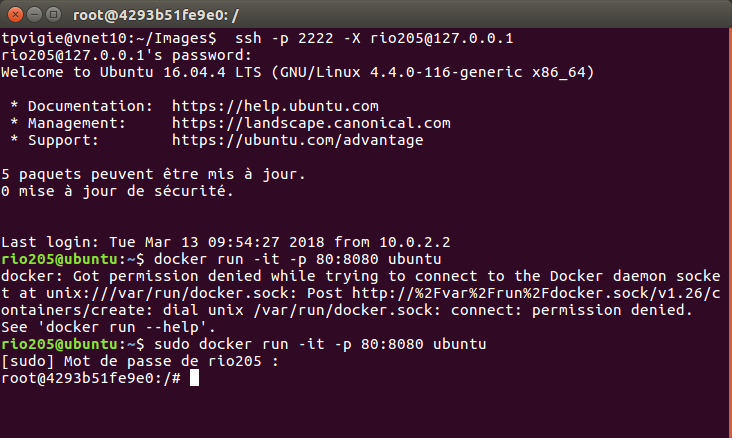 root@4293b51fe9e0: /
tpvigie@vnet10:~/Images$  ssh -p 2222 -X rio205@127.0.0.1
rio205@127.0.0.1's password:
Welcome to Ubuntu 16.04.4 LTS (GNU/Linux 4.4.0-116-generic x86_64)

 * Documentation:  https://help.ubuntu.com
 * Management:     https://landscape.canonical.com
 * Support:        https://ubuntu.com/advantage

5 paquets peuvent être mis à jour.
0 mise à jour de sécurité.


Last login: Tue Mar 13 09:54:27 2018 from 10.0.2.2
rio205@ubuntu:~$ docker run -it -p 80:8080 ubuntu
docker: Got permission denied while trying to connect to the Docker daemon socke
t at unix:///var/run/docker.sock: Post http://%2Fvar%2Frun%2Fdocker.sock/v1.26/c
ontainers/create: dial unix /var/run/docker.sock: connect: permission denied.
See 'docker run --help'.
rio205@ubuntu:~$ sudo docker run -it -p 80:8080 ubuntu
[sudo] Mot de passe de rio205 :
root@4293b51fe9e0:/#